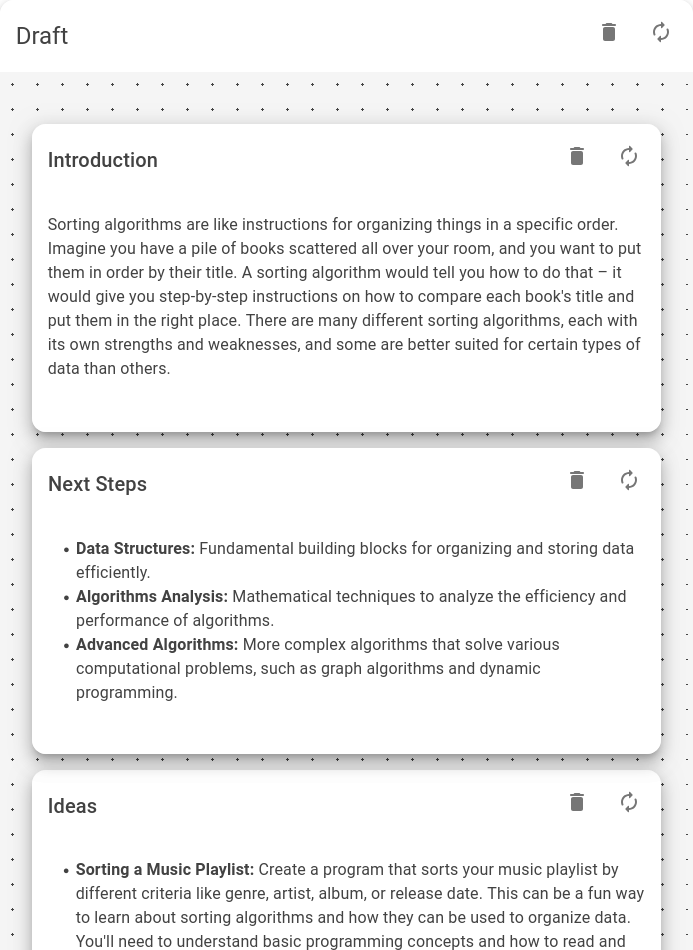 Draft
Introduction
Sorting algorithms are like instructions for organizing things in a specific order.
Imagine you have a pile of books scattered all over your room, and you want to put
them in order by their title. A sorting algorithm would tell you how to do that – it
would give you step-by-step instructions on how to compare each book's title and
put them in the right place. There are many different sorting algorithms, each with
its own strengths and weaknesses, and some are better suited for certain types of
data than others.
Next Steps
• Data Structures: Fundamental building blocks for organizing and storing data
efficiently.
• Algorithms Analysis: Mathematical techniques to analyze the efficiency and
performance of algorithms.
• Advanced Algorithms: More complex algorithms that solve various
computational problems, such as graph algorithms and dynamic
programming.
Ideas
• Sorting a Music Playlist: Create a program that sorts your music playlist by
different criteria like genre, artist, album, or release date. This can be a fun way
to learn about sorting algorithms and how they can be used to organize data.
You'll need to understand basic programming concepts and how to read and